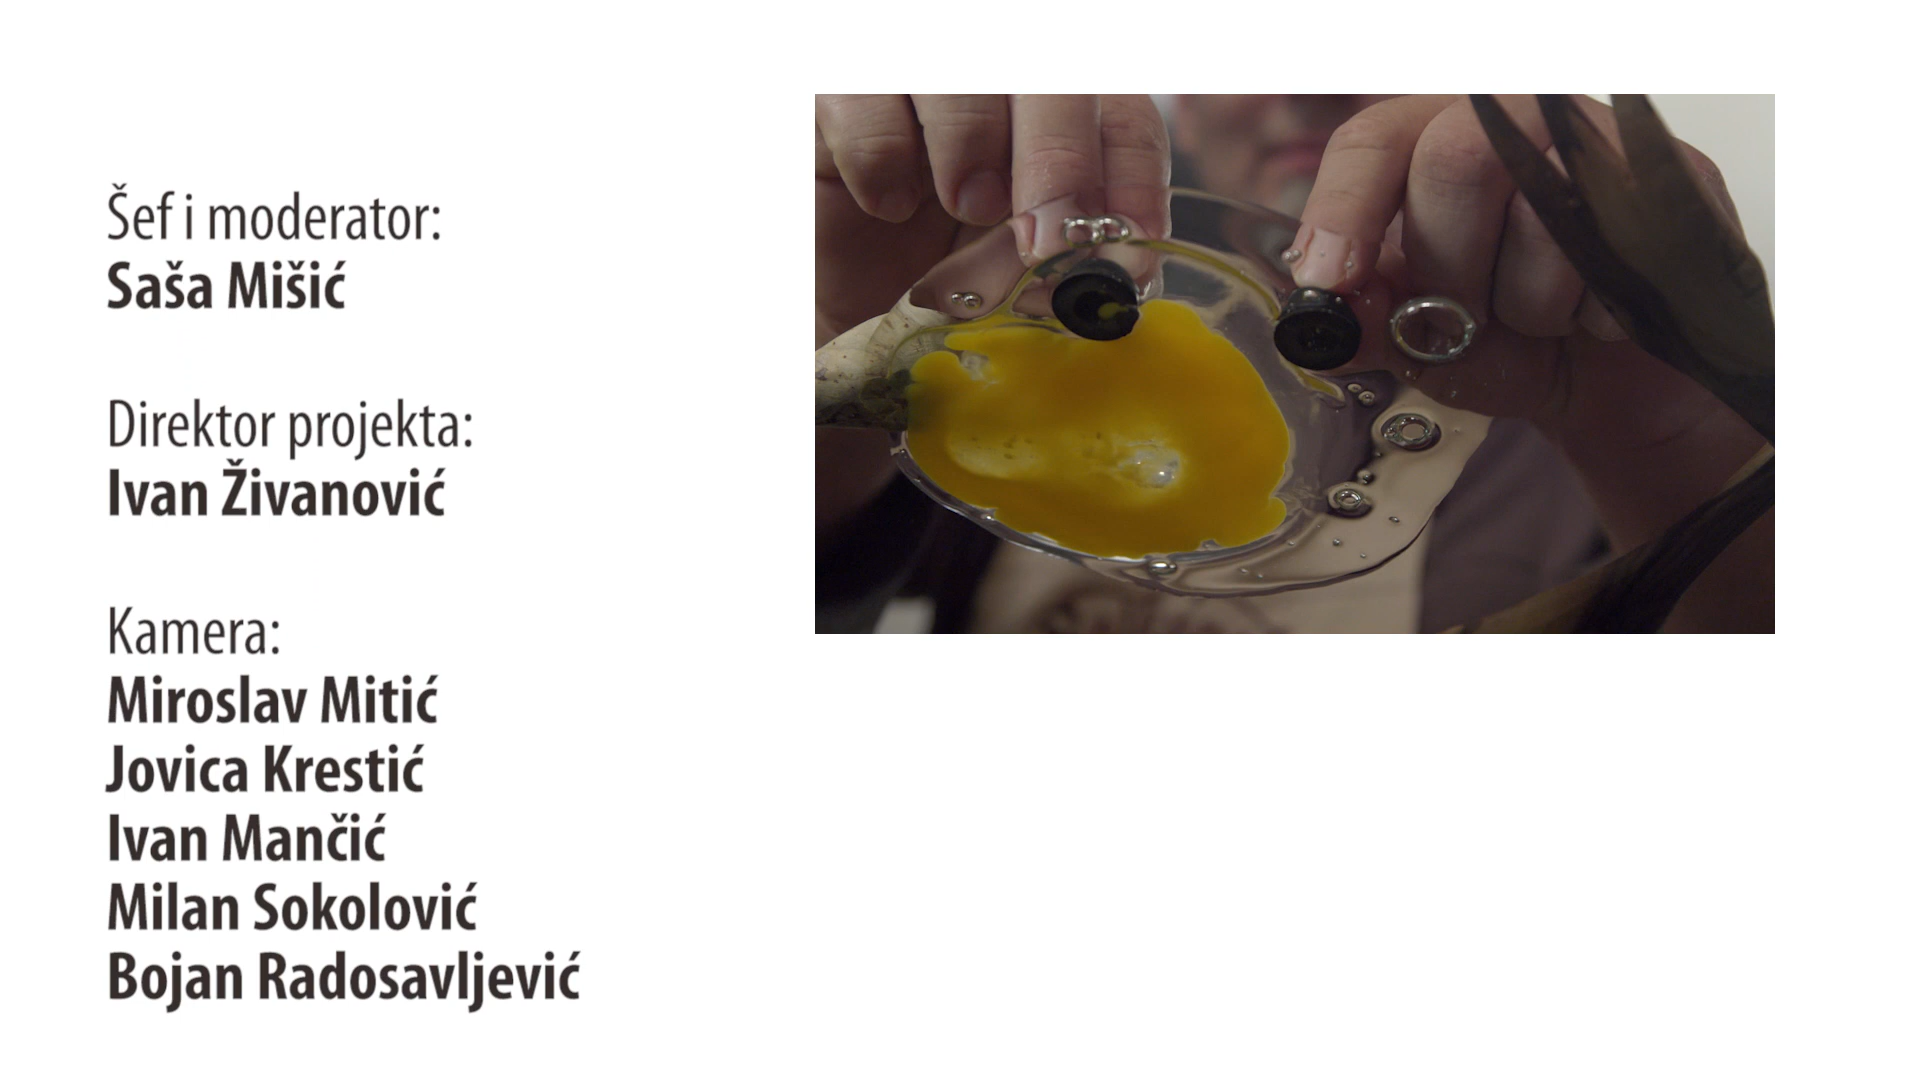 Šef i moderator:
Saša Mišić
Direktor projekta:
Ivan Živanović
Kamera:
Miroslav Mitić
Jovica Krestić
Ivan Mančić
Milan Sokolović
Bojan Radosavljević